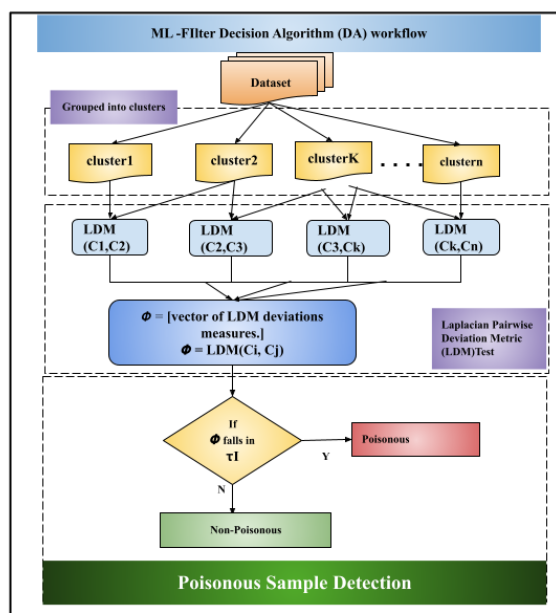 ML -FIlter Decision Algorithm (DA) workflow
Dataset
Grouped into clusters
cluster1
cluster2
clusterK
. . . .
clustern
LDM
(C1,C2)
LDM
(C2,C3)
LDM
(C3,Ck)
LDM
(Ck,Cn)
Φ = [vector of LDM deviations
measures.]
Φ = LDM(Ci, Cj)
Laplacian Pairwise
Deviation Metric
(LDM)Test
If
Φ falls in
τI
Y
Poisonous
N
Non-Poisonous
Poisonous Sample Detection